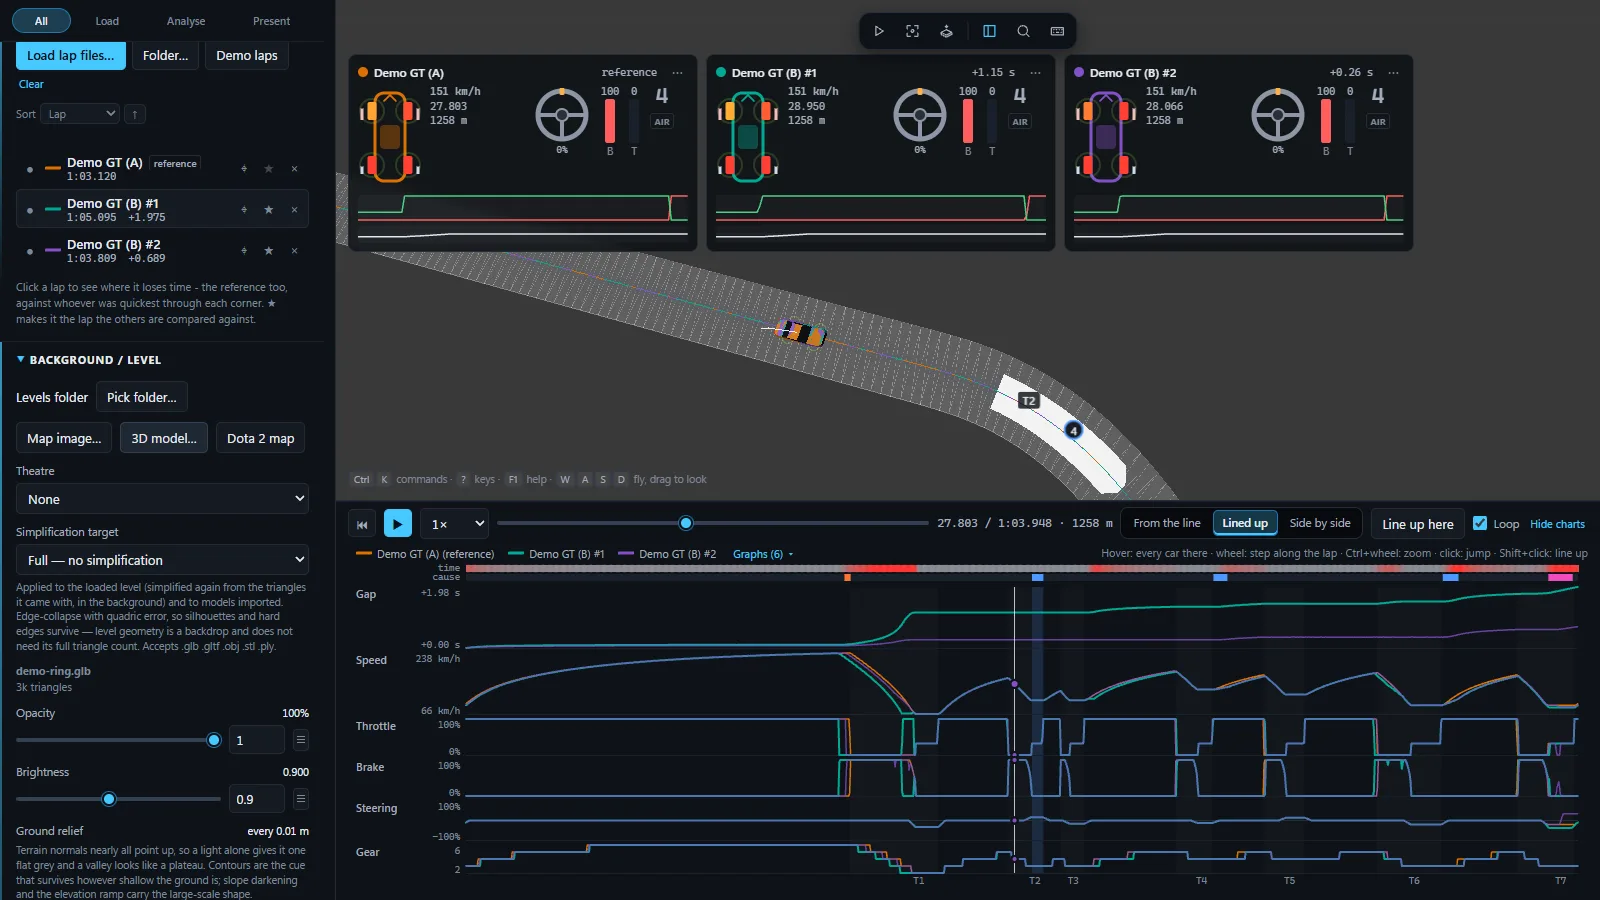 All Load Analyse Present
Load lap files... Folder... Demo laps
Clear
Sort Lap ↑
Demo GT (A) reference
1:03.120
Demo GT (B) #1
1:05.095 +1.975
Demo GT (B) #2
1:03.809 +0.689
Click a lap to see where it loses time - the reference too,
against whoever was quickest through each corner. ★
makes it the lap the others are compared against.
BACKGROUND / LEVEL
Levels folder Pick folder...
Map image... 3D model... Dota 2 map
Theatre
None
Simplification target
Full — no simplification
Applied to the loaded level (simplified again from the triangles
it came with, in the background) and to models imported.
Edge-collapse with quadric error, so silhouettes and hard
edges survive — level geometry is a backdrop and does not
need its full triangle count. Accepts .glb .gltf .obj .stl .ply.
demo-ring.glb
3k triangles
Opacity 100%
1
Brightness 0.900
0.9
Ground relief every 0.01 m
Terrain normals nearly all point up, so a light alone gives it one
flat grey and a valley looks like a plateau. Contours are the cue
that survives however shallow the ground is; slope darkening
and the elevation ramp carry the large-scale shape.
Demo GT (A) reference ···
151 km/h
27.803
1258 m
0%
100 0
B T
4
AIR
Demo GT (B) #1 +1.15 s ···
151 km/h
28.950
1258 m
0%
100 0
B T
4
AIR
Demo GT (B) #2 +0.26 s ···
151 km/h
28.066
1258 m
0%
100 0
B T
4
AIR
T2
4
Ctrl K commands · ? keys · F1 help · W A S D fly, drag to look
1× 27.803 / 1:03.948 · 1258 m From the line Lined up Side by side Line up here Loop Hide charts
Demo GT (A) (reference) Demo GT (B) #1 Demo GT (B) #2 Graphs (6) Hover: every car there · wheel: step along the lap · Ctrl+wheel: zoom · click: jump · Shift+click: line up
time
cause
Gap +1.98 s
+0.00 s
Speed 238 km/h
66 km/h
Throttle 100%
0%
Brake 100%
0%
Steering 100%
−100%
Gear 6
2
T1 T2 T3 T4 T5 T6 T7